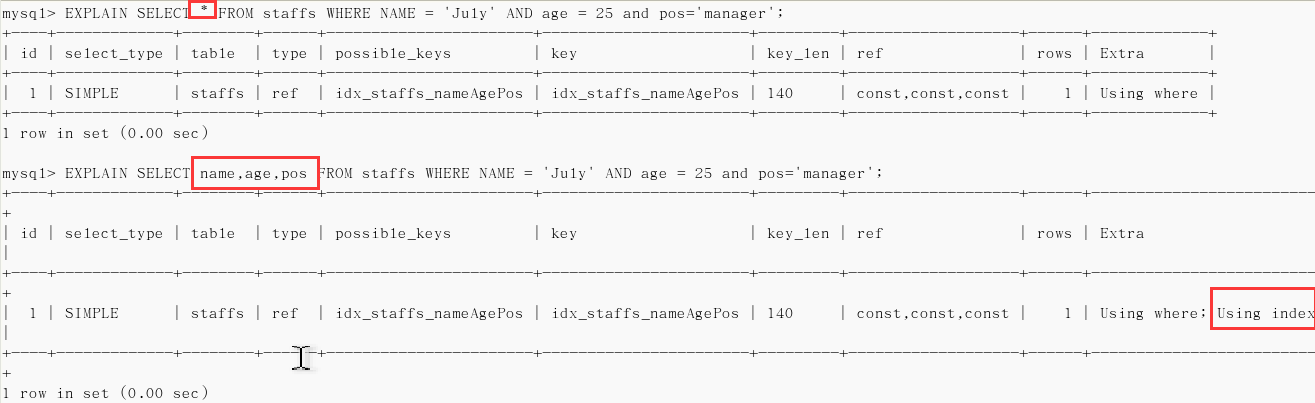 mysql> EXPLAIN SELECT * FROM staffs WHERE NAME = 'July' AND age = 25 and pos='manager';
+----+-------------+--------+------+-----------------------+-----------------------+---------+-------------------+------+-------------+
| id | select_type | table | type | possible_keys | key | key_len | ref | rows | Extra |
+----+-------------+--------+------+-----------------------+-----------------------+---------+-------------------+------+-------------+
| 1 | SIMPLE | staffs | ref | idx_staffs_nameAgePos | idx_staffs_nameAgePos | 140 | const,const,const | 1 | Using where |
+----+-------------+--------+------+-----------------------+-----------------------+---------+-------------------+------+-------------+
1 row in set (0.00 sec)
mysql> EXPLAIN SELECT name,age,pos FROM staffs WHERE NAME = 'July' AND age = 25 and pos='manager';
+----+-------------+--------+------+-----------------------+-----------------------+---------+-------------------+------+-------------------------
+
| id | select_type | table | type | possible_keys | key | key_len | ref | rows | Extra
|
+----+-------------+--------+------+-----------------------+-----------------------+---------+-------------------+------+-------------------------
+
| 1 | SIMPLE | staffs | ref | idx_staffs_nameAgePos | idx_staffs_nameAgePos | 140 | const,const,const | 1 | Using where; Using index
|
+----+-------------+--------+------+-----------------------+-----------------------+---------+-------------------+------+-------------------------
+
1 row in set (0.00 sec)